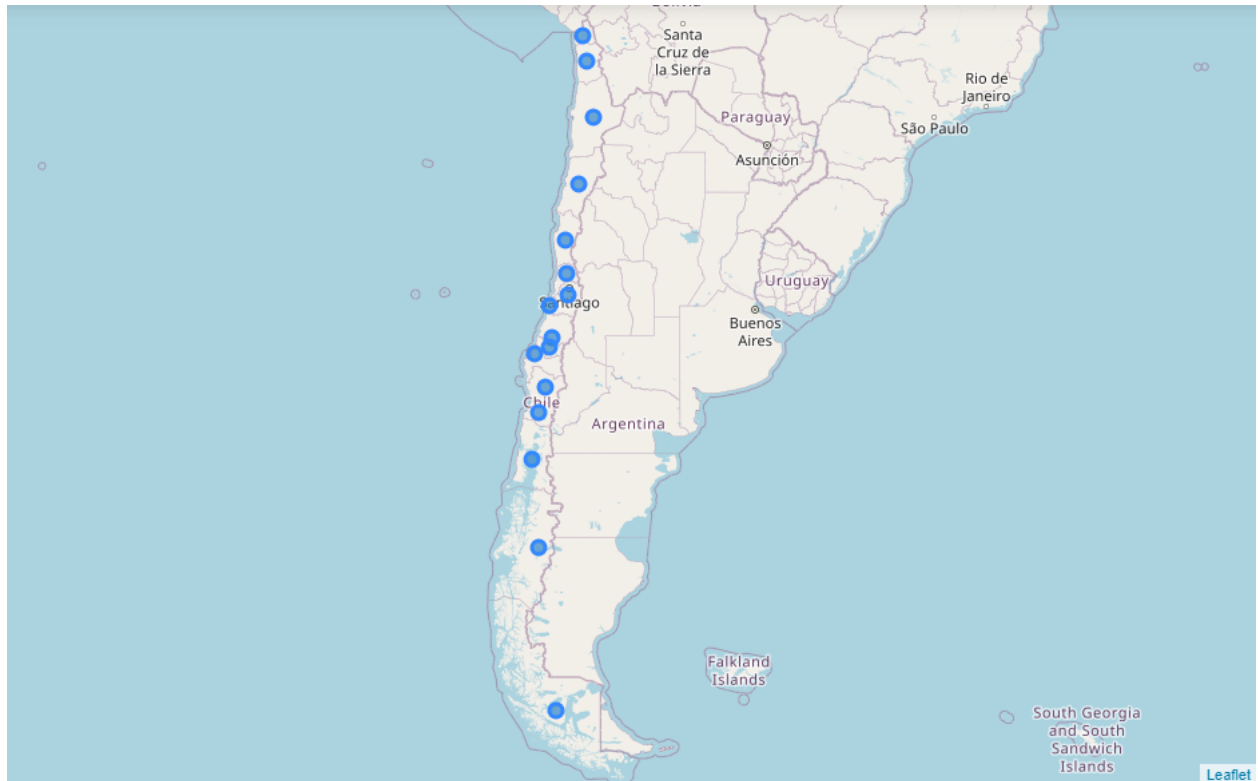 Santa
Cruz de
la Sierra
Rio de
Janeiro
Paraguay
São Paulo
Asunción
Uruguay
Santiago
Buenos
Aires
Chile
Argentina
Falkland
Islands
South Georgia
and South
Sandwich
Islands
Leaflet